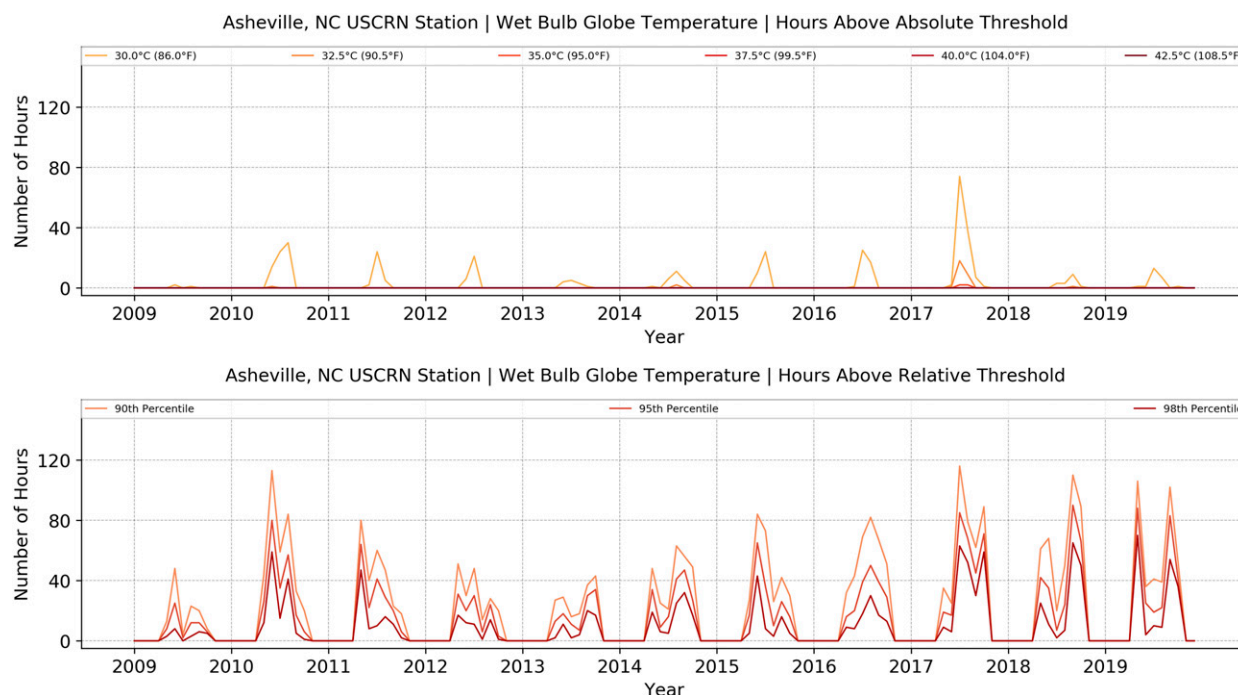 Asheville, NC USCRN Station | Wet Bulb Globe Temperature | Hours Above Absolute Threshold
30.0°C (86.0°F) 32.5°C (90.5°F) 35.0°C (95.0°F) 37.5°C (99.5°F) 40.0°C (104.0°F) 42.5°C (108.5°F
Number of Hours
120
80
40
0
2009 2010 2011 2012 2013 2014 2015 2016 2017 2018 2019
Year
Asheville, NC USCRN Station | Wet Bulb Globe Temperature | Hours Above Relative Threshold
90th Percentile 95th Percentile 98th Percentile
Number of Hours
120
80
40
0
2009 2010 2011 2012 2013 2014 2015 2016 2017 2018 2019
Year